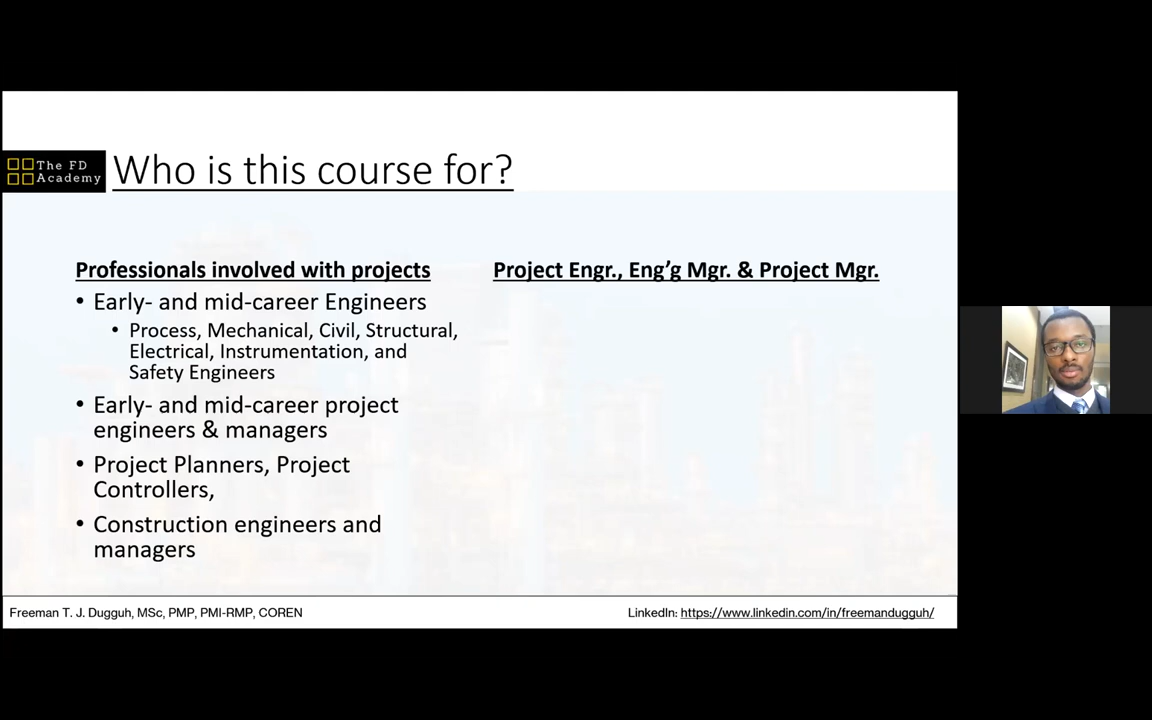 The FD
Academy
Who is this course for?
Professionals involved with projects
• Early- and mid-career Engineers
• Process, Mechanical, Civil, Structural,
Electrical, Instrumentation, and
Safety Engineers
• Early- and mid-career project
engineers & managers
• Project Planners, Project
Controllers,
• Construction engineers and
managers
Project Engr., Eng’g Mgr. & Project Mgr.
Freeman T. J. Dugguh, MSc, PMP, PMI-RMP, COREN
LinkedIn: https://www.linkedin.com/in/freemandugguh/